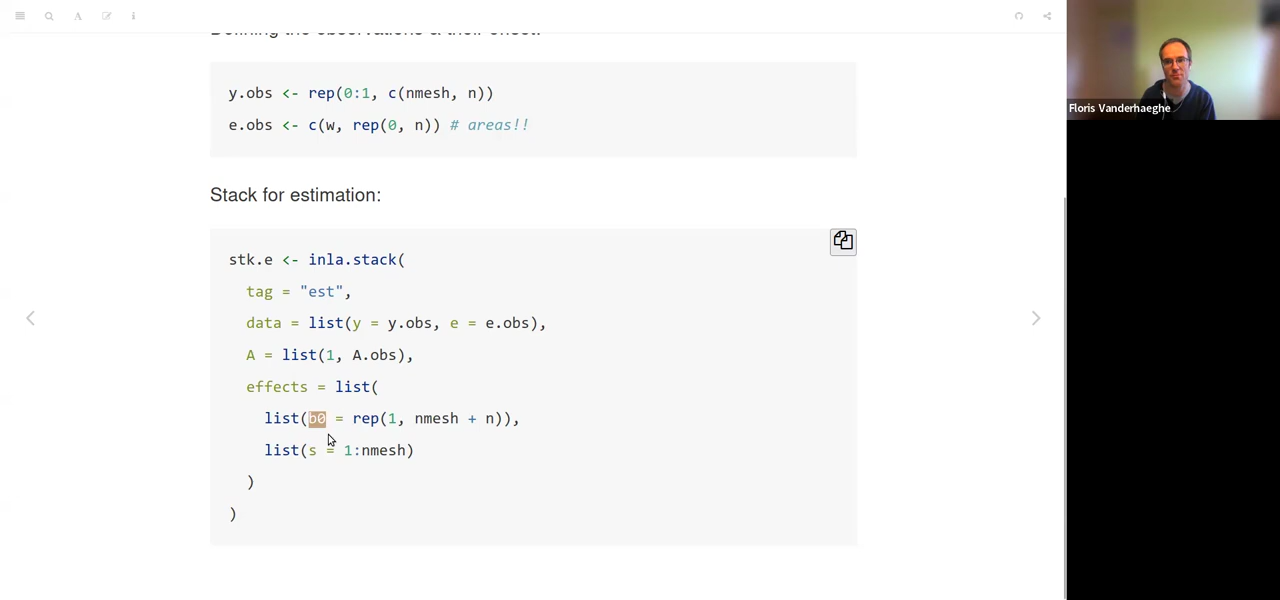 y.obs <- rep(0:1, c(nmesh, n))
e.obs <- c(w, rep(0, n)) # areas!!
Stack for estimation:
stk.e <- inla.stack(
tag = "est",
data = list(y = y.obs, e = e.obs),
A = list(1, A.obs),
effects = list(
list(b0 = rep(1, nmesh + n)),
list(s = 1:nmesh)
)
)
Floris Vanderhaeghe